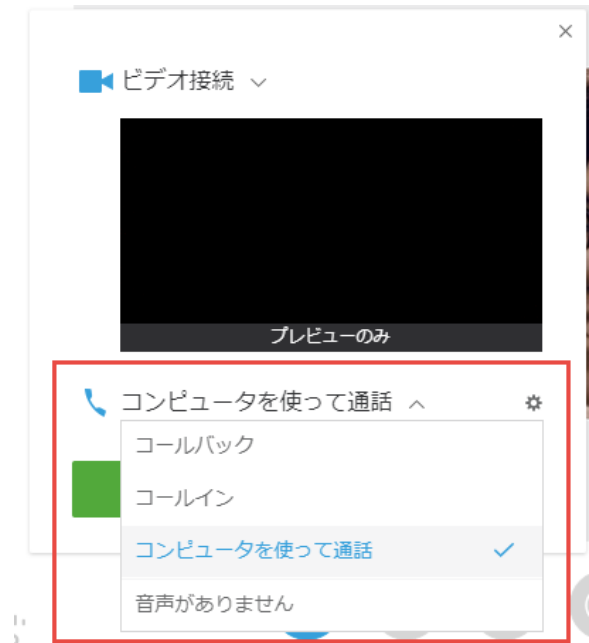 ビデオ接続
プレビューのみ
コンピュータを使って通話
コールバック
コールイン
コンピュータを使って通話
音声がありません